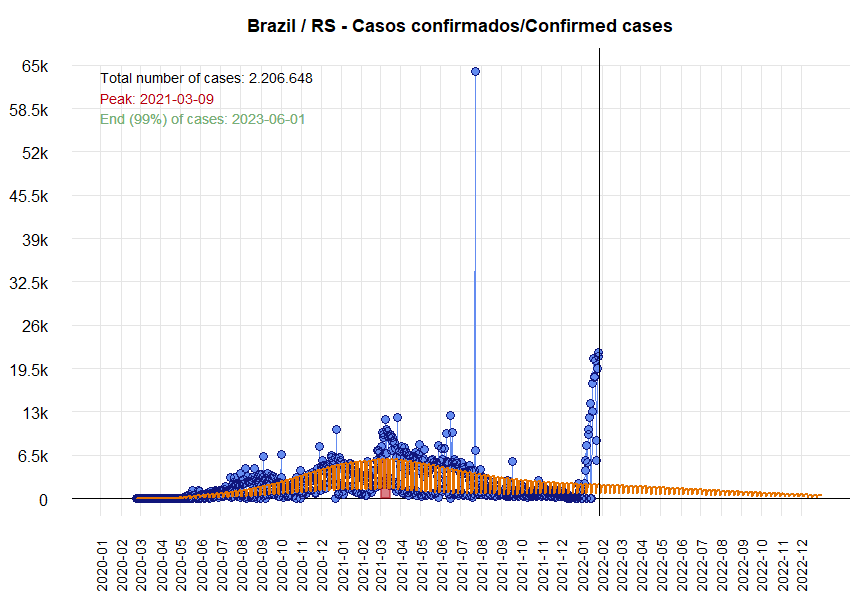 Brazil / RS - Casos confirmados/Confirmed cases
Total number of cases: 2.206.648
Peak: 2021-03-09
End (99%) of cases: 2023-06-01
65k
58.5k
52k
45.5k
39k
32.5k
26k
19.5k
13k
6.5k
0
2020-01
2020-02
2020-03
2020-04
2020-05
2020-06
2020-07
2020-08
2020-09
2020-10
2020-11
2020-12
2021-01
2021-02
2021-03
2021-04
2021-05
2021-06
2021-07
2021-08
2021-09
2021-10
2021-11
2021-12
2022-01
2022-02
2022-03
2022-04
2022-05
2022-06
2022-07
2022-08
2022-09
2022-10
2022-11
2022-12